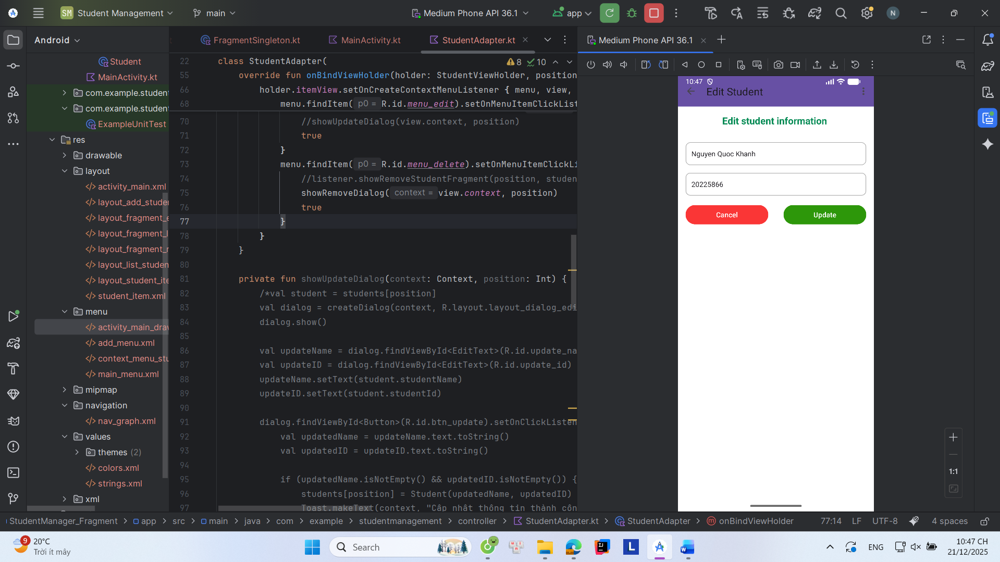 SM Student Management main Medium Phone API 36.1 app N
Android
FragmentSingleton.kt MainActivity.kt StudentAdapter.kt
Medium Phone API 36.1
Student
MainActivity.kt
com.example.student
com.example.student
ExampleUnitTest
res
drawable
layout
activity_main.xml
layout_add_stude
layout_fragment_e
layout_fragment_l
layout_fragment_r
layout_list_studen
layout_student_ite
student_item.xml
menu
activity_main_drav
add_menu.xml
context_menu_stu
main_menu.xml
mipmap
navigation
nav_graph.xml
values
themes (2)
colors.xml
strings.xml
xml
8 10
22 class StudentAdapter(
55 override fun onBindViewHolder(holder: StudentViewHolder, position
66 holder.itemView.setOnCreateContextMenuListener { menu, view,
68 menu.findItem( p0 = R.id.menu_edit).setOnMenuItemClickList
70 //showUpdateDialog(view.context, position)
71 true
72 }
73 menu.findItem( p0 = R.id.menu_delete).setOnMenuItemClickLi
74 //listener.showRemoveStudentFragment(position, studen
75 showRemoveDialog( context = view.context, position)
76 true
77 }
78 }
79 }
80
81 private fun showUpdateDialog(context: Context, position: Int) {
82 /*val student = students[position]
83 val dialog = createDialog(context, R.layout.layout_dialog_edi
84 dialog.show()
85
86 val updateName = dialog.findViewById<EditText>(R.id.update_na
87 val updateID = dialog.findViewById<EditText>(R.id.update_id)
88 updateName.setText(student.studentName)
89 updateID.setText(student.studentId)
90
91 dialog.findViewById<Button>(R.id.btn_update).setOnClickListen
92 val updatedName = updateName.text.toString()
93 val updatedID = updateID.text.toString()
94
95 if (updatedName.isNotEmpty() && updatedID.isNotEmpty()) {
96 students[position] = Student(updatedName, updatedID)
97 Toast.makeText(context, "Cập nhật thông tin thành côn
10:47
Edit Student
Edit student information
Nguyen Quoc Khanh
20225866
Cancel Update
1:1
StudentManager_Fragment app src main java com example studentmanagement controller StudentAdapter.kt StudentAdapter onBindViewHolder 77:14 LF UTF-8 4 spaces
9 20°C
Trời ít mây
Search
ENG
10:47 CH
21/12/2025